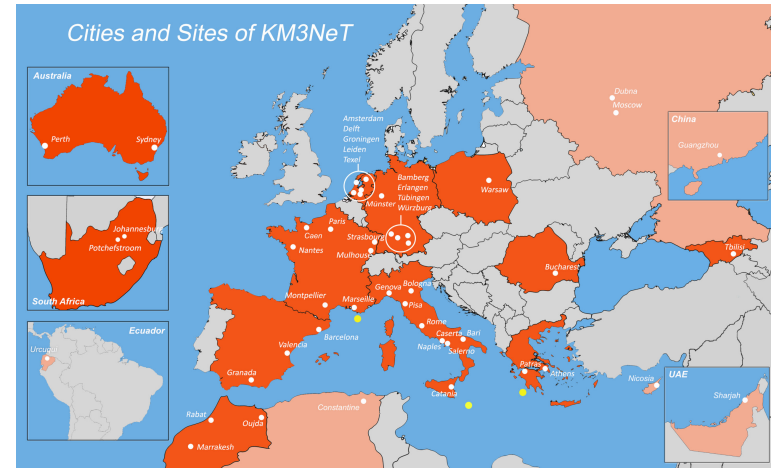 Cities and Sites of KM3NeT
Australia
Perth
Sydney
Johannesburg
Potchefstroom
South Africa
Ecuador
Urcuqui
Amsterdam
Delft
Groningen
Leiden
Texel
Bamberg
Erlangen
Tübingen
Würzburg
Münster
Warsaw
Dubna
Moscow
China
Guangzhou
Paris
Caen
Strasbourg
Nantes
Mulhouse
Tbilisi
Bucharest
Montpellier
Marseille
Genova
Bologna
Pisa
Rome
Barcelona
Valencia
Caserta
Bari
Naples
Salerno
Granada
Catania
Patras
Athens
Nicosia
UAE
Sharjah
Rabat
Oujda
Constantine
Marrakesh